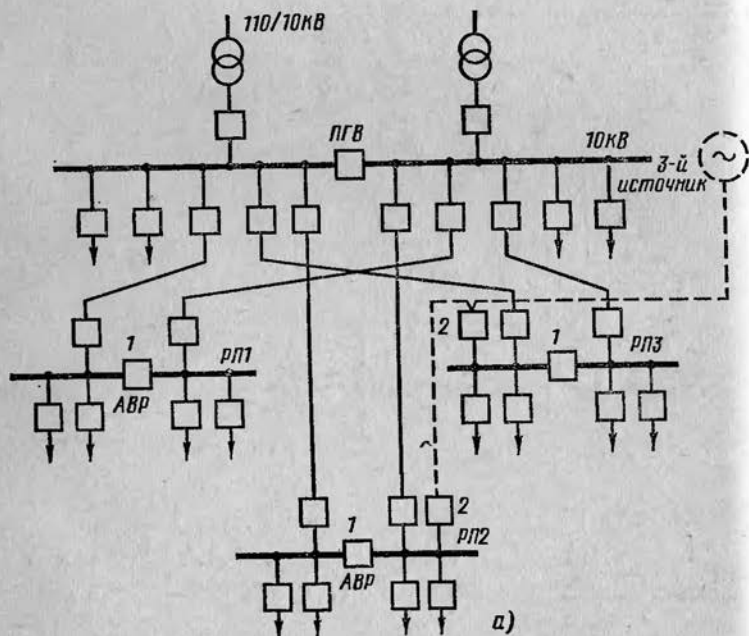 110/10кВ
ПГВ
10кВ
3-й
источник
2
1
1
РП1
РП3
АВР
1
2
РП2
АВР
а)